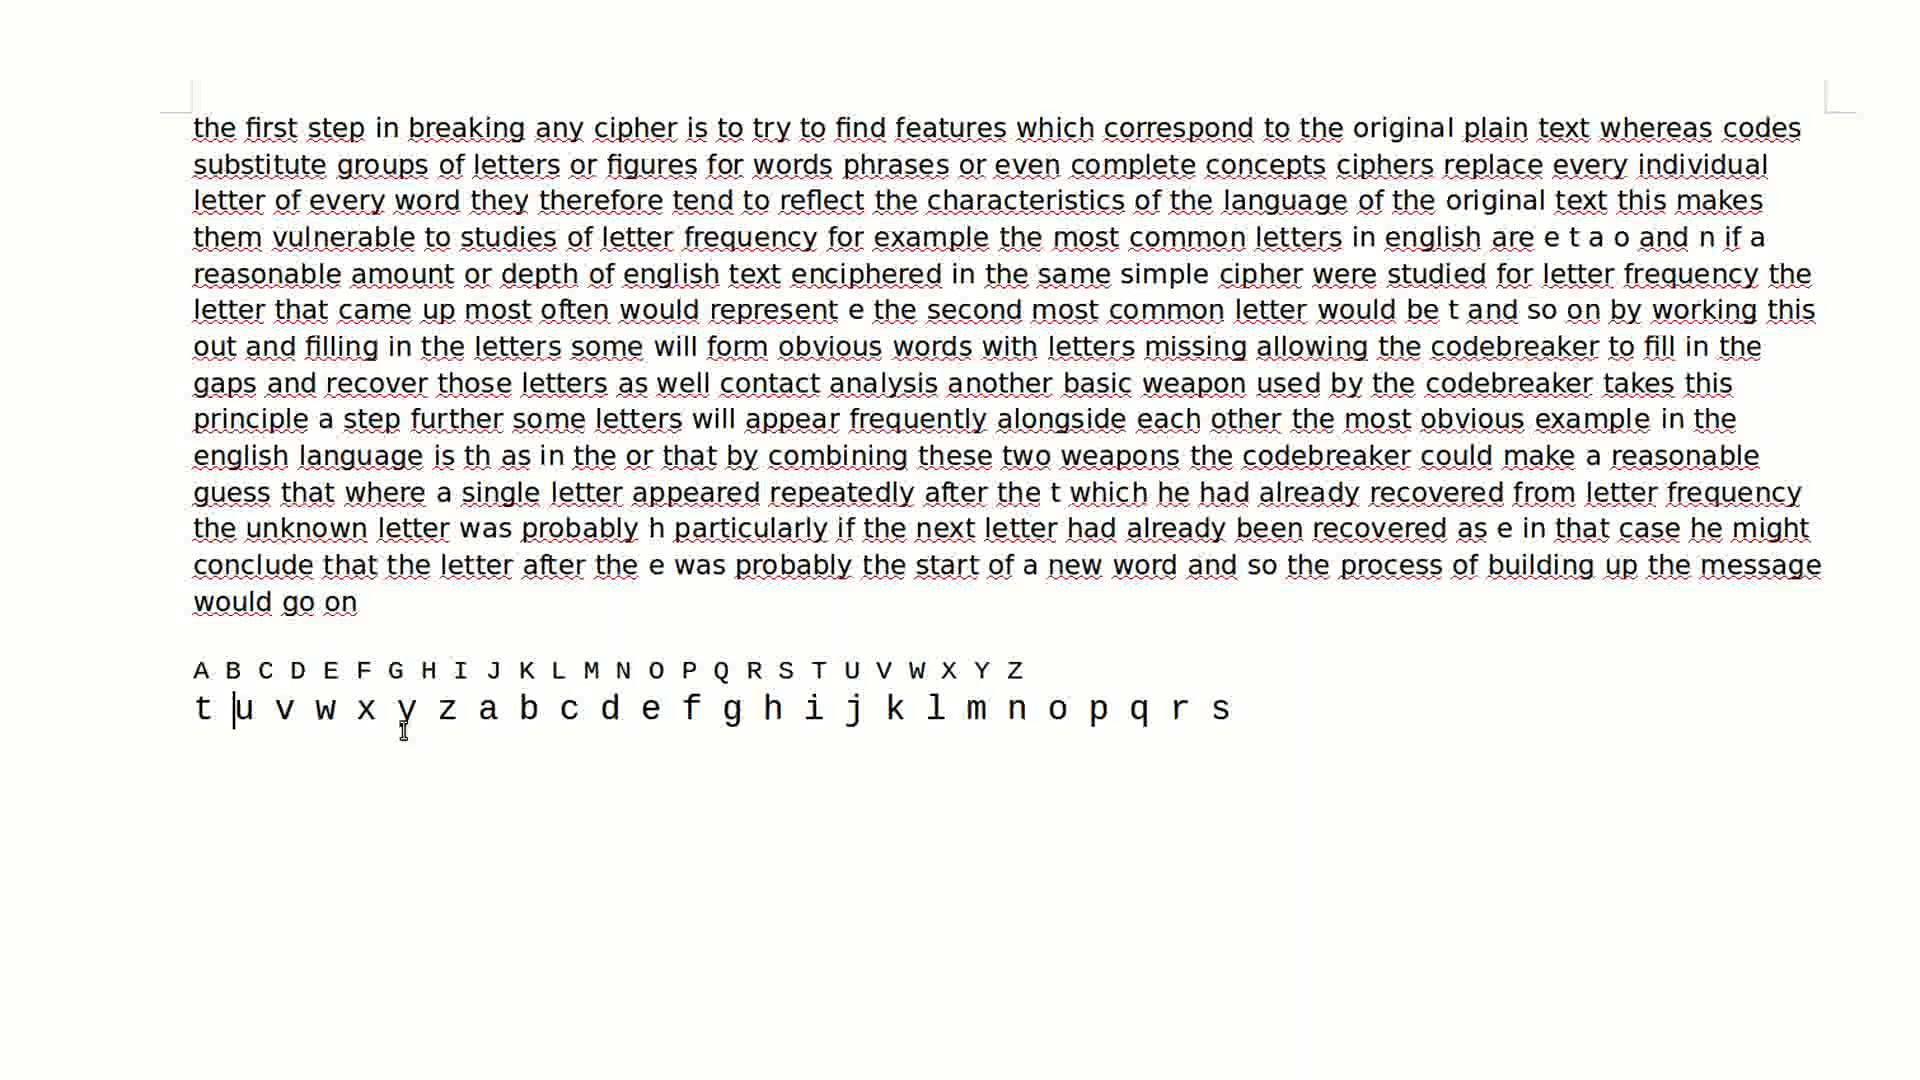 the first step in breaking any cipher is to try to find features which correspond to the original plain text whereas codes
substitute groups of letters or figures for words phrases or even complete concepts ciphers replace every individual
letter of every word they therefore tend to reflect the characteristics of the language of the original text this makes
them vulnerable to studies of letter frequency for example the most common letters in english are e t a o and n if a
reasonable amount or depth of english text enciphered in the same simple cipher were studied for letter frequency the
letter that came up most often would represent e the second most common letter would be t and so on by working this
out and filling in the letters some will form obvious words with letters missing allowing the codebreaker to fill in the
gaps and recover those letters as well contact analysis another basic weapon used by the codebreaker takes this
principle a step further some letters will appear frequently alongside each other the most obvious example in the
english language is th as in the or that by combining these two weapons the codebreaker could make a reasonable
guess that where a single letter appeared repeatedly after the t which he had already recovered from letter frequency
the unknown letter was probably h particularly if the next letter had already been recovered as e in that case he might
conclude that the letter after the e was probably the start of a new word and so the process of building up the message
would go on
A B C D E F G H I J K L M N O P Q R S T U V W X Y Z
t u v w x y z a b c d e f g h i j k l m n o p q r s